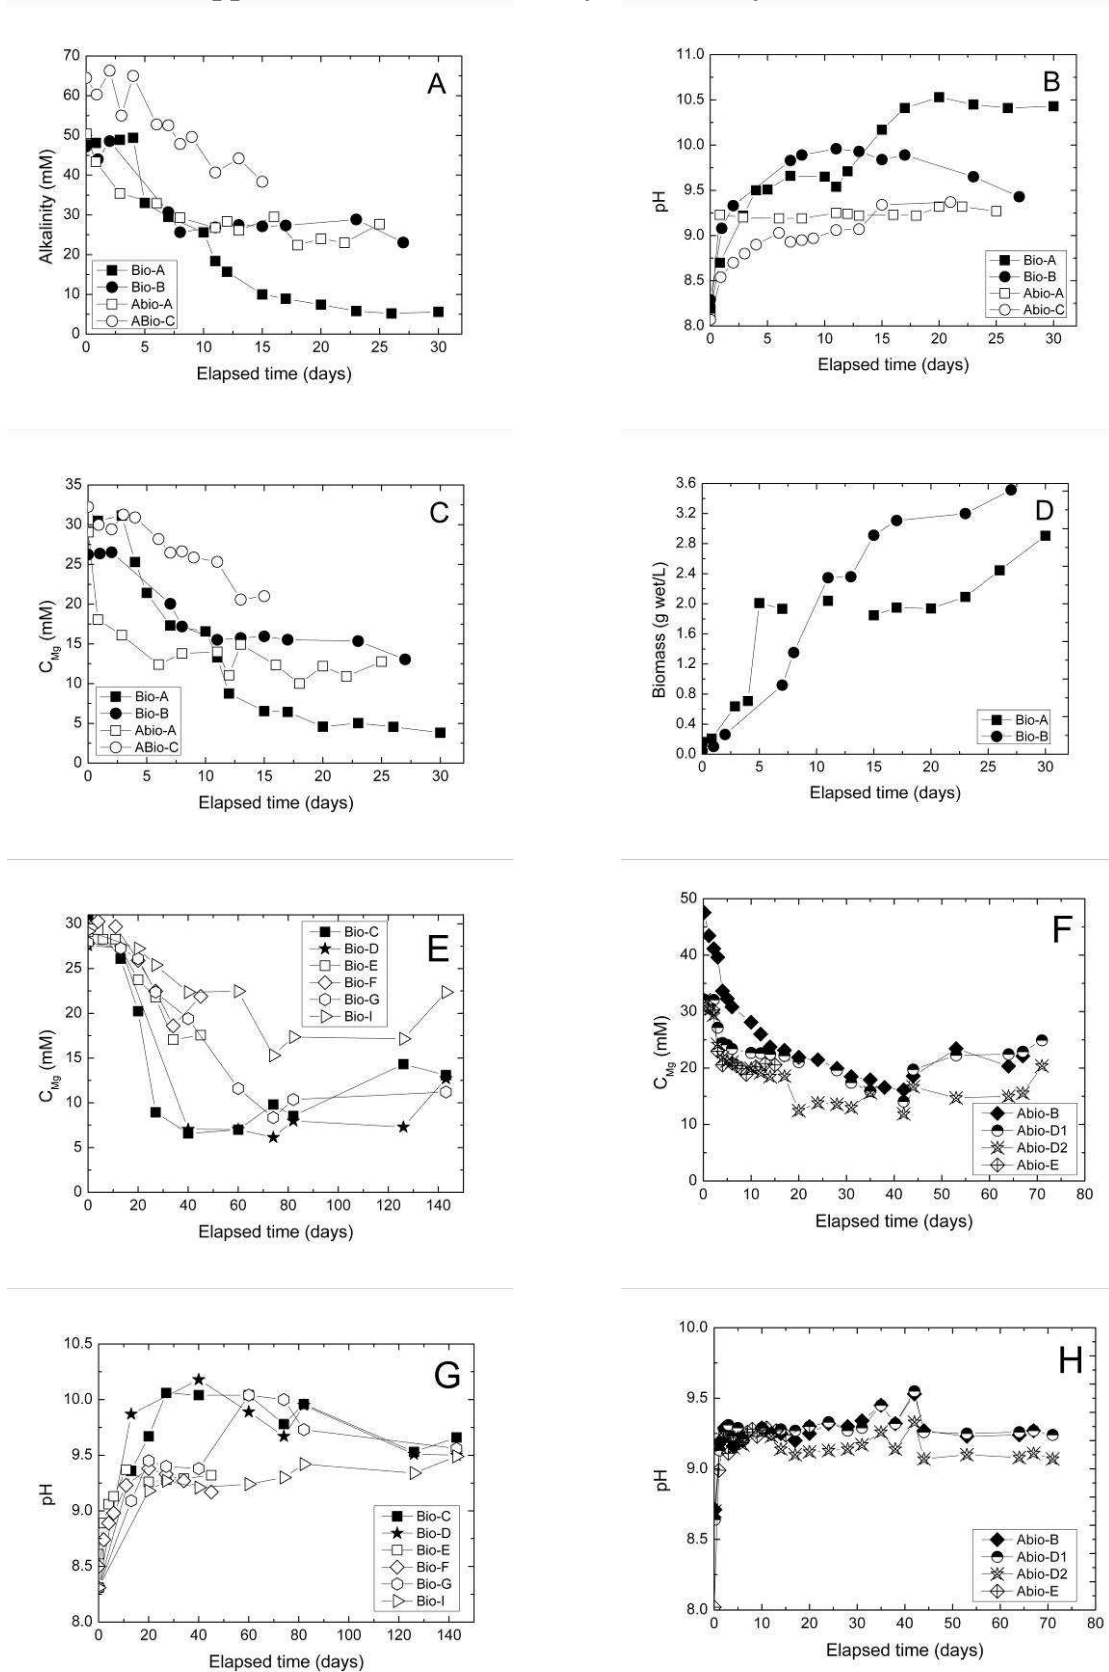 A
Alkalinity (mM)
70
60
50
40
30
20
10
0
Bio-A
Bio-B
Abio-A
ABio-C
0 5 10 15 20 25 30
Elapsed time (days)
B
pH
11.0
10.5
10.0
9.5
9.0
8.5
8.0
Bio-A
Bio-B
Abio-A
Abio-C
0 5 10 15 20 25 30
Elapsed time (days)
C
C_Mg (mM)
35
30
25
20
15
10
5
0
Bio-A
Bio-B
Abio-A
ABio-C
0 5 10 15 20 25 30
Elapsed time (days)
D
Biomass (g wet/L)
3.6
3.2
2.8
2.4
2.0
1.6
1.2
0.8
0.4
0.0
Bio-A
Bio-B
0 5 10 15 20 25 30
Elapsed time (days)
E
C_Mg (mM)
30
25
20
15
10
5
0
Bio-C
Bio-D
Bio-E
Bio-F
Bio-G
Bio-I
0 20 40 60 80 100 120 140
Elapsed time (days)
F
C_Mg (mM)
50
40
30
20
10
0
Abio-B
Abio-D1
Abio-D2
Abio-E
0 10 20 30 40 50 60 70 80
Elapsed time (days)
G
pH
10.5
10.0
9.5
9.0
8.5
8.0
Bio-C
Bio-D
Bio-E
Bio-F
Bio-G
Bio-I
0 20 40 60 80 100 120 140
Elapsed time (days)
H
pH
10.0
9.5
9.0
8.5
8.0
Abio-B
Abio-D1
Abio-D2
Abio-E
0 10 20 30 40 50 60 70 80
Elapsed time (days)